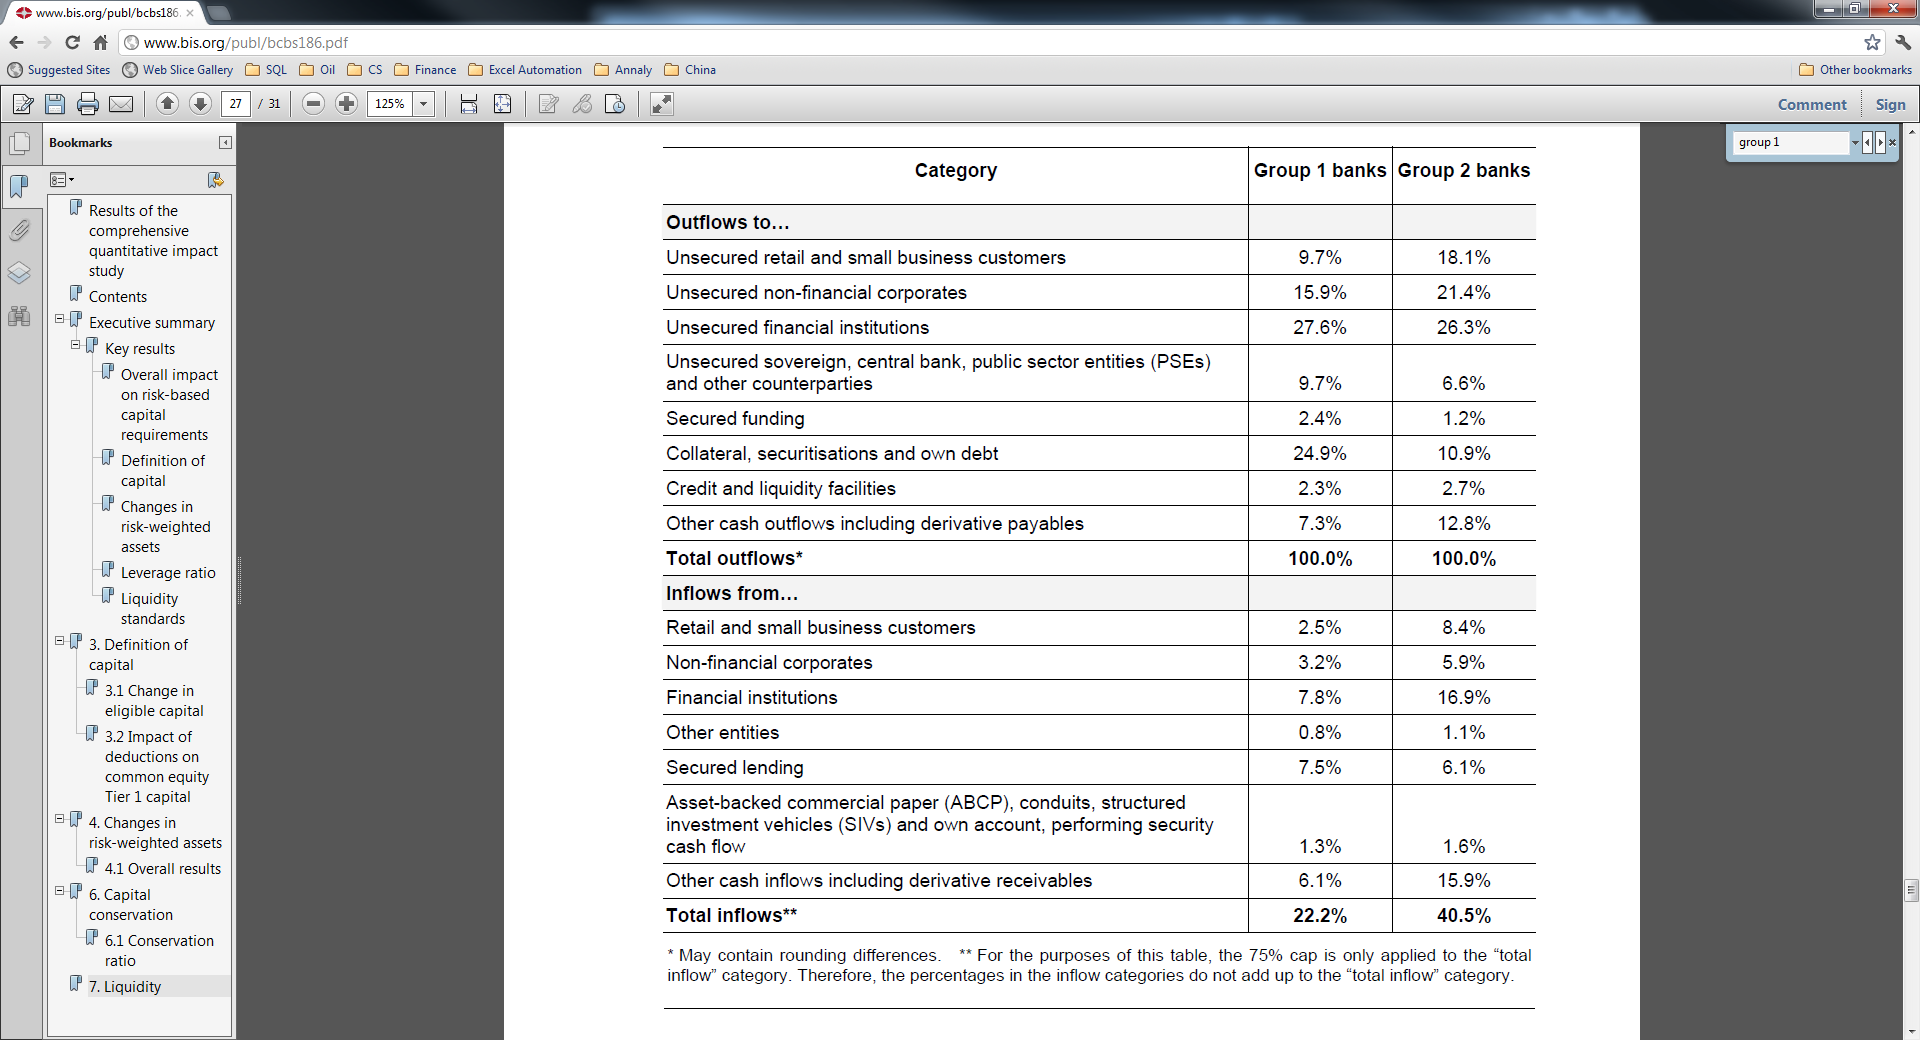 www.bis.org/publ/bcbs186.
www.bis.org/publ/bcbs186.pdf
Suggested Sites Web Slice Gallery SQL Oil CS Finance Excel Automation Annaly China Other bookmarks
27 / 31 125% Comment Sign
Bookmarks
group 1
Results of the
comprehensive
quantitative impact
study
Contents
Executive summary
Key results
Overall impact
on risk-based
capital
requirements
Definition of
capital
Changes in
risk-weighted
assets
Leverage ratio
Liquidity
standards
3. Definition of
capital
3.1 Change in
eligible capital
3.2 Impact of
deductions on
common equity
Tier 1 capital
4. Changes in
risk-weighted assets
4.1 Overall results
6. Capital
conservation
6.1 Conservation
ratio
7. Liquidity
Category Group 1 banks Group 2 banks
Outflows to…
Unsecured retail and small business customers 9.7% 18.1%
Unsecured non-financial corporates 15.9% 21.4%
Unsecured financial institutions 27.6% 26.3%
Unsecured sovereign, central bank, public sector entities (PSEs)
and other counterparties 9.7% 6.6%
Secured funding 2.4% 1.2%
Collateral, securitisations and own debt 24.9% 10.9%
Credit and liquidity facilities 2.3% 2.7%
Other cash outflows including derivative payables 7.3% 12.8%
Total outflows* 100.0% 100.0%
Inflows from…
Retail and small business customers 2.5% 8.4%
Non-financial corporates 3.2% 5.9%
Financial institutions 7.8% 16.9%
Other entities 0.8% 1.1%
Secured lending 7.5% 6.1%
Asset-backed commercial paper (ABCP), conduits, structured
investment vehicles (SIVs) and own account, performing security
cash flow 1.3% 1.6%
Other cash inflows including derivative receivables 6.1% 15.9%
Total inflows** 22.2% 40.5%
* May contain rounding differences. ** For the purposes of this table, the 75% cap is only applied to the “total
inflow” category. Therefore, the percentages in the inflow categories do not add up to the “total inflow” category.